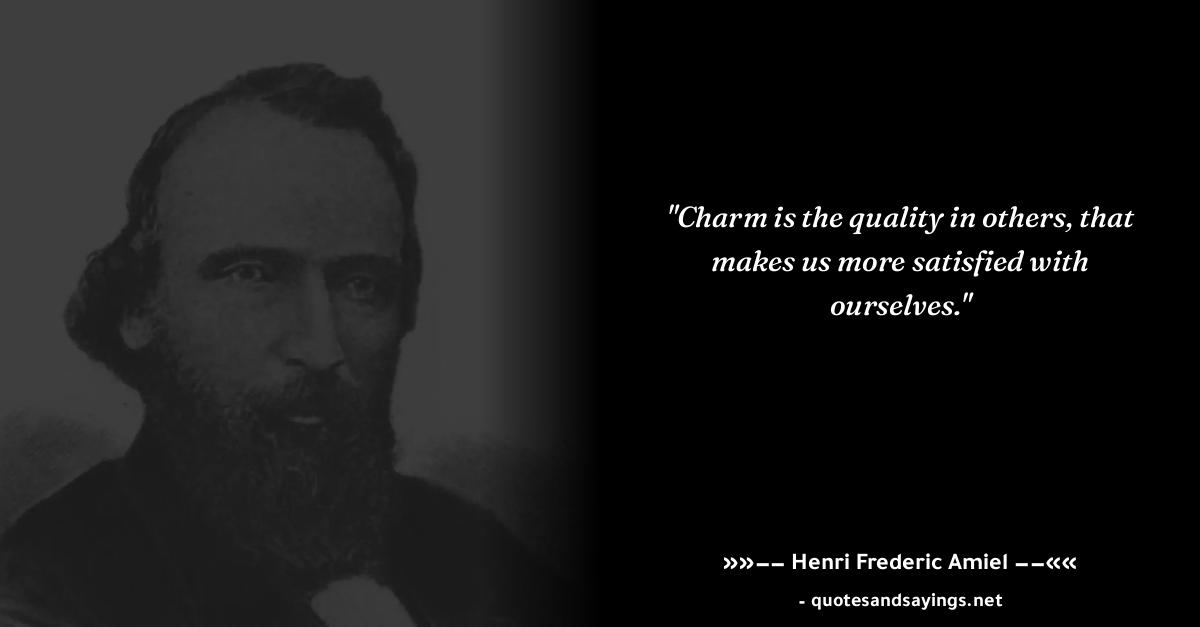 "Charm is the quality in others, that
makes us more satisfied with
ourselves."
»»−− Henri Frederic Amiel −−««
- quotesandsayings.net